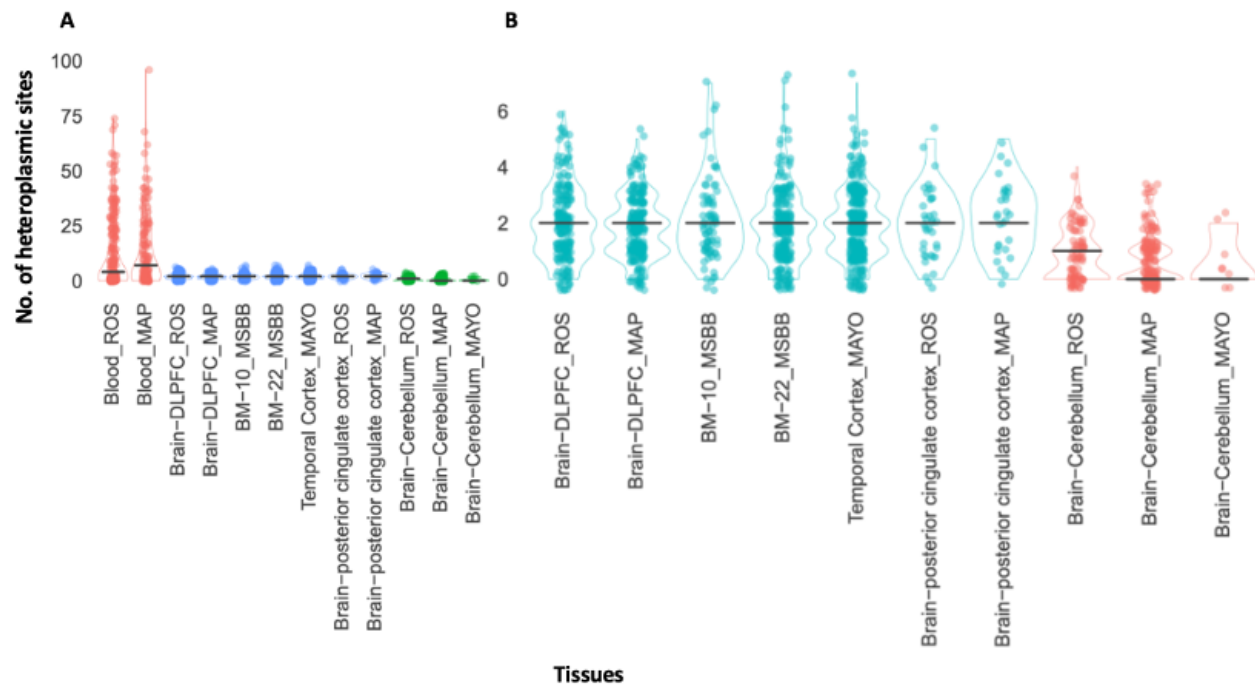 A
B
No. of heteroplasmic sites
100
75
50
25
0
6
4
2
0
Blood_ROS
Blood_MAP
Brain−DLPFC_ROS
Brain−DLPFC_MAP
BM−10_MSBB
BM−22_MSBB
Temporal Cortex_MAYO
Brain−posterior cingulate cortex_ROS
Brain−posterior cingulate cortex_MAP
Brain−Cerebellum_ROS
Brain−Cerebellum_MAP
Brain−Cerebellum_MAYO
Brain−DLPFC_ROS
Brain−DLPFC_MAP
BM−10_MSBB
BM−22_MSBB
Temporal Cortex_MAYO
Brain−posterior cingulate cortex_ROS
Brain−posterior cingulate cortex_MAP
Brain−Cerebellum_ROS
Brain−Cerebellum_MAP
Brain−Cerebellum_MAYO
Tissues